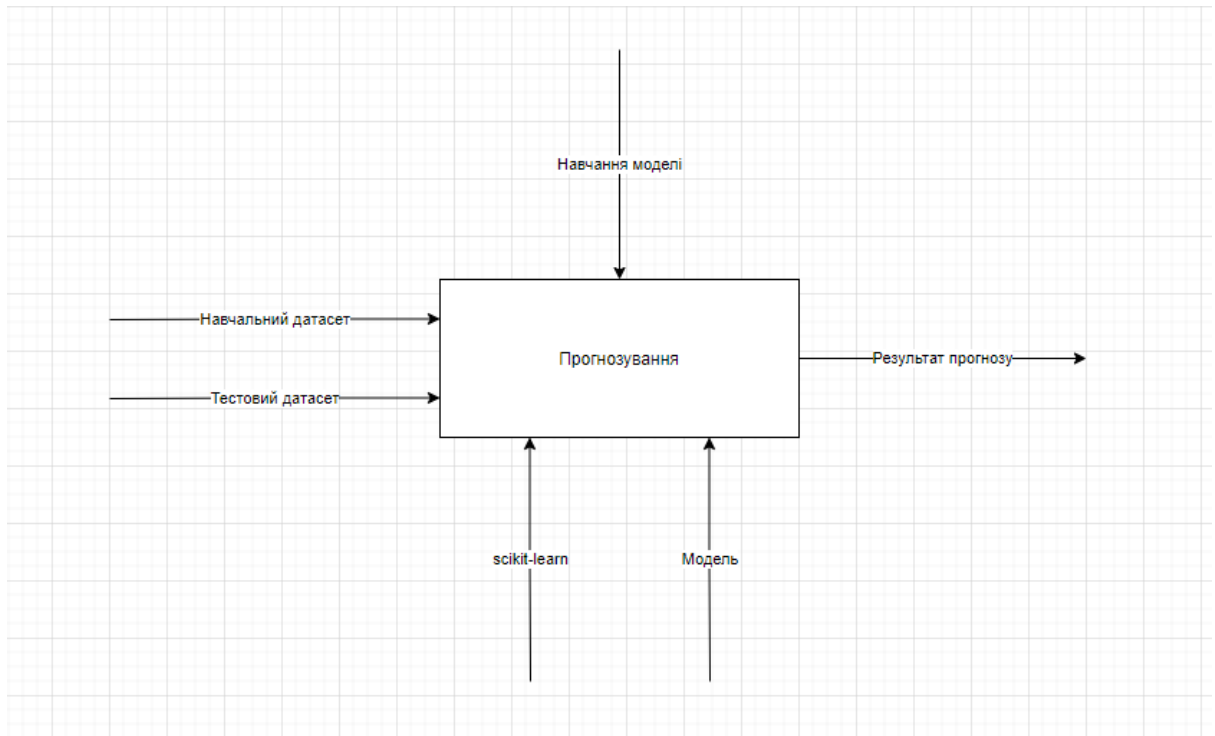 Навчання моделі
Навчальний датасет
Прогнозування
Результат прогнозу
Тестовий датасет
scikit-learn
Модель